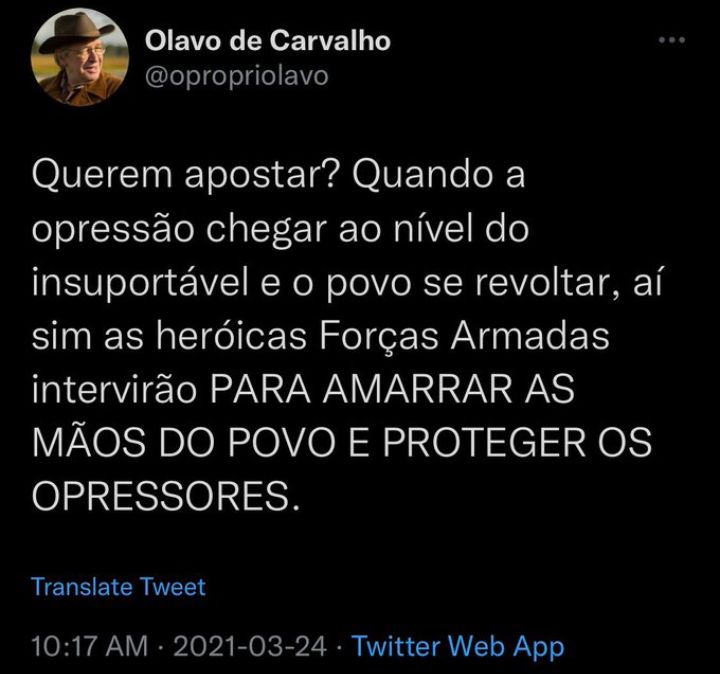 Olavo de Carvalho
@opropriolavo
Querem apostar? Quando a
opressão chegar ao nível do
insuportável e o povo se revoltar, aí
sim as heróicas Forças Armadas
intervirão PARA AMARRAR AS
MÃOS DO POVO E PROTEGER OS
OPRESSORES.
Translate Tweet
10:17 AM · 2021-03-24 · Twitter Web App